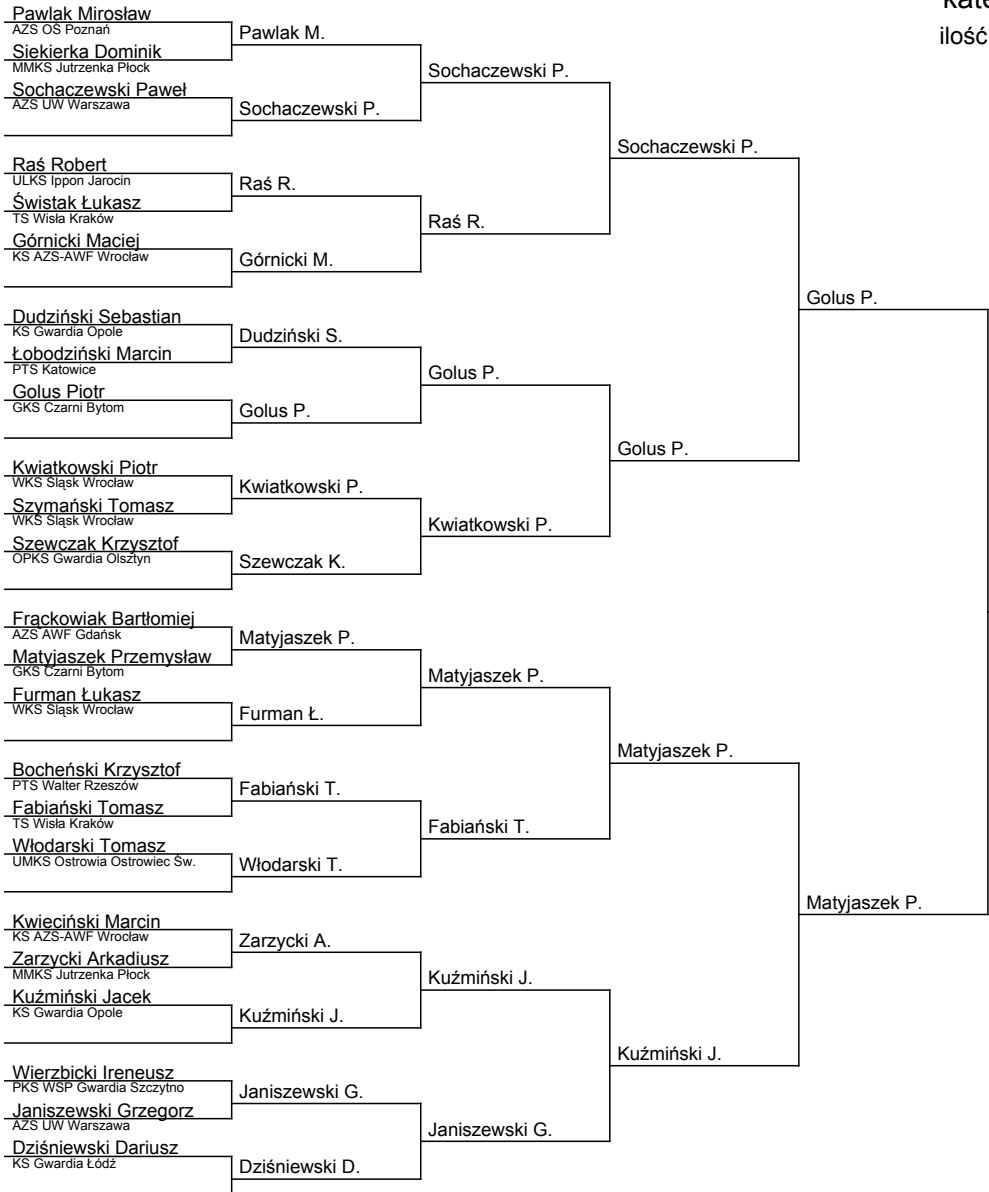 Pawlak Mirosław
AZS OŚ Poznań
Siekierka Dominik
MMKS Jutrzenka Płock
Sochaczewski Paweł
AZS UW Warszawa
Raś Robert
ULKS Ippon Jarocin
Świstak Łukasz
TS Wisła Kraków
Górnicki Maciej
KS AZS-AWF Wrocław
Dudziński Sebastian
KS Gwardia Opole
Łobodziński Marcin
PTS Katowice
Golus Piotr
GKS Czarni Bytom
Kwiatkowski Piotr
WKS Śląsk Wrocław
Szymański Tomasz
WKS Śląsk Wrocław
Szewczak Krzysztof
OPKS Gwardia Olsztyn
Frąckowiak Bartłomiej
AZS AWF Gdańsk
Matyjaszek Przemysław
GKS Czarni Bytom
Furman Łukasz
WKS Śląsk Wrocław
Bocheński Krzysztof
PTS Walter Rzeszów
Fabiański Tomasz
TS Wisła Kraków
Włodarski Tomasz
UMKS Ostrowia Ostrowiec Św.
Kwieciński Marcin
KS AZS-AWF Wrocław
Zarzycki Arkadiusz
MMKS Jutrzenka Płock
Kuźmiński Jacek
KS Gwardia Opole
Wierzbicki Ireneusz
PKS WSP Gwardia Szczytno
Janiszewski Grzegorz
AZS UW Warszawa
Dziśniewski Dariusz
KS Gwardia Łódź
Pawlak M.
Sochaczewski P.
Raś R.
Górnicki M.
Dudziński S.
Golus P.
Kwiatkowski P.
Szewczak K.
Matyjaszek P.
Furman Ł.
Fabiański T.
Włodarski T.
Zarzycki A.
Kuźmiński J.
Janiszewski G.
Dziśniewski D.
Sochaczewski P.
Raś R.
Golus P.
Kwiatkowski P.
Matyjaszek P.
Fabiański T.
Kuźmiński J.
Janiszewski G.
Sochaczewski P.
Golus P.
Matyjaszek P.
Kuźmiński J.
Golus P.
Matyjaszek P.
ilość